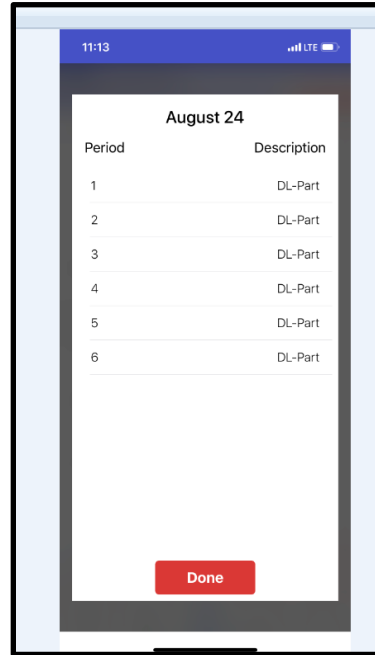 11:13 LTE
August 24
Period Description
1 DL-Part
2 DL-Part
3 DL-Part
4 DL-Part
5 DL-Part
6 DL-Part
Done